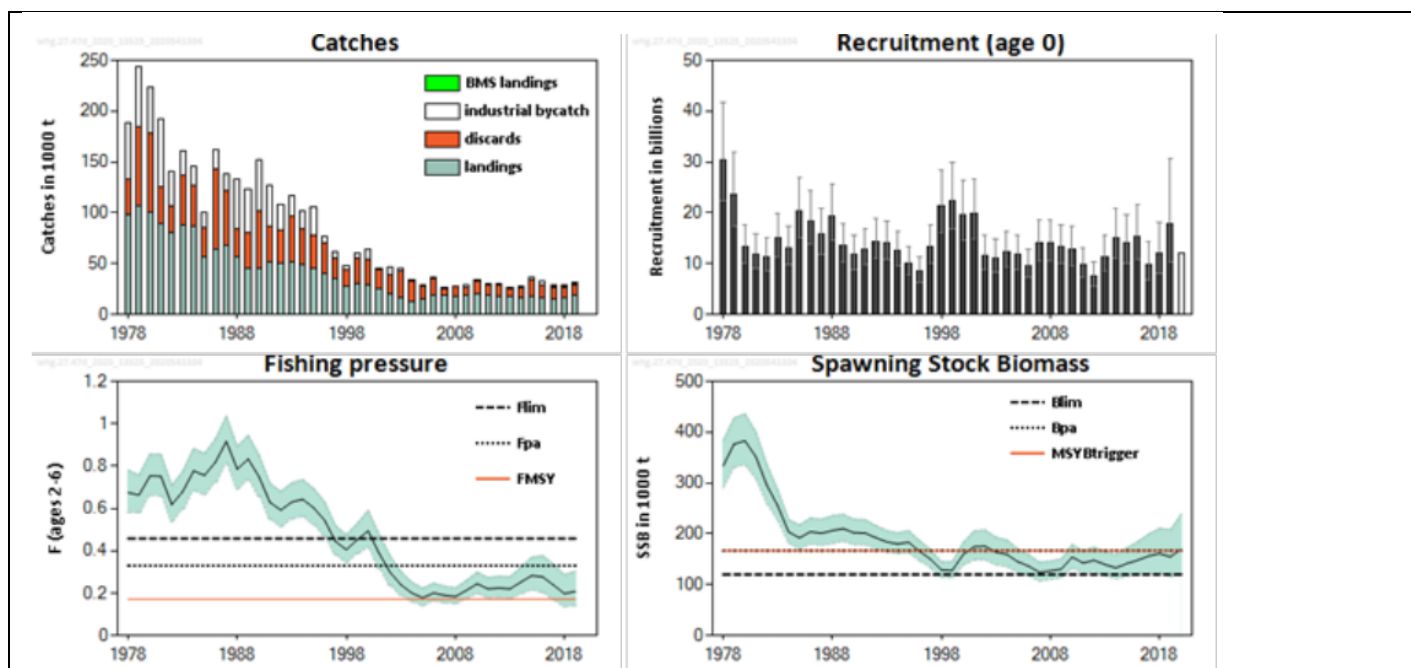 Catches
250
200
150
100
50
0
Catches in 1000 t
BMS landings
industrial bycatch
discards
landings
1978 1988 1998 2008 2018
Recruitment (age 0)
50
40
30
20
10
0
Recruitment in billions
1978 1988 1998 2008 2018
Fishing pressure
1.2
1
0.8
0.6
0.4
0.2
0
F (ages 2-6)
Flim
Fpa
FMSY
1978 1988 1998 2008 2018
Spawning Stock Biomass
500
400
300
200
100
0
SSB in 1000 t
Blim
Bpa
MSYBtrigger
1978 1988 1998 2008 2018